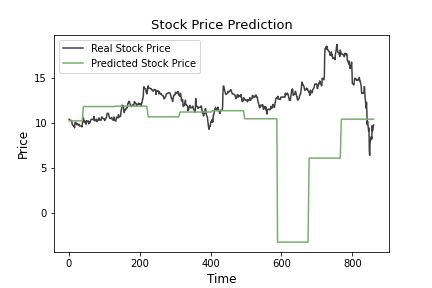 Stock Price Prediction
Real Stock Price
Predicted Stock Price
15
10
5
0
Price
0 200 400 600 800
Time